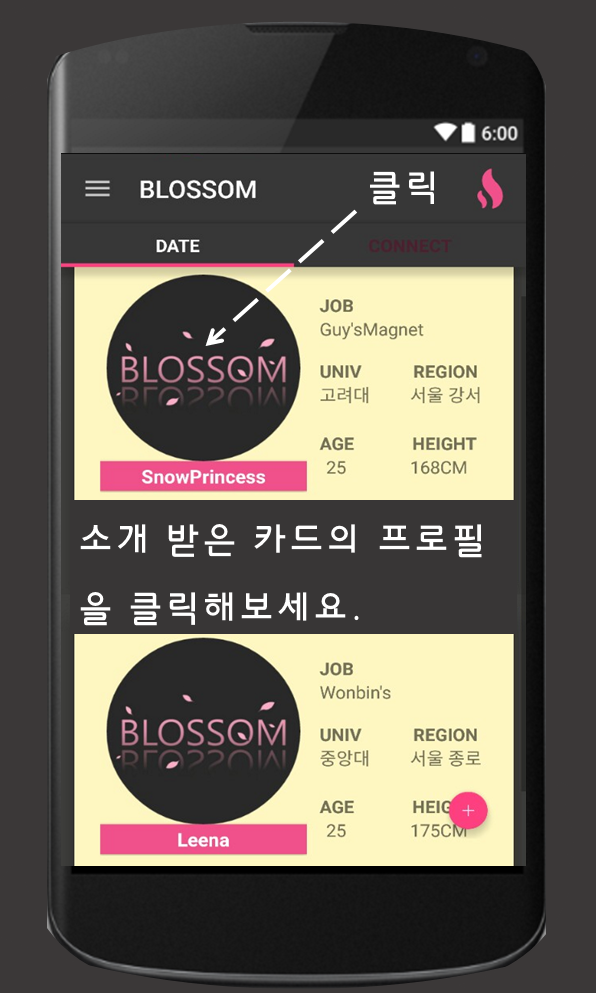 6:00
BLOSSOM
클릭
DATE CONNECT
BLOSSOM
JOB
Guy'sMagnet
UNIV REGION
고려대 서울 강서
AGE HEIGHT
25 168CM
SnowPrincess
소개 받은 카드의 프로필
을 클릭해보세요.
BLOSSOM
JOB
Wonbin's
UNIV REGION
중앙대 서울 종로
AGE
25 175CM
Leena